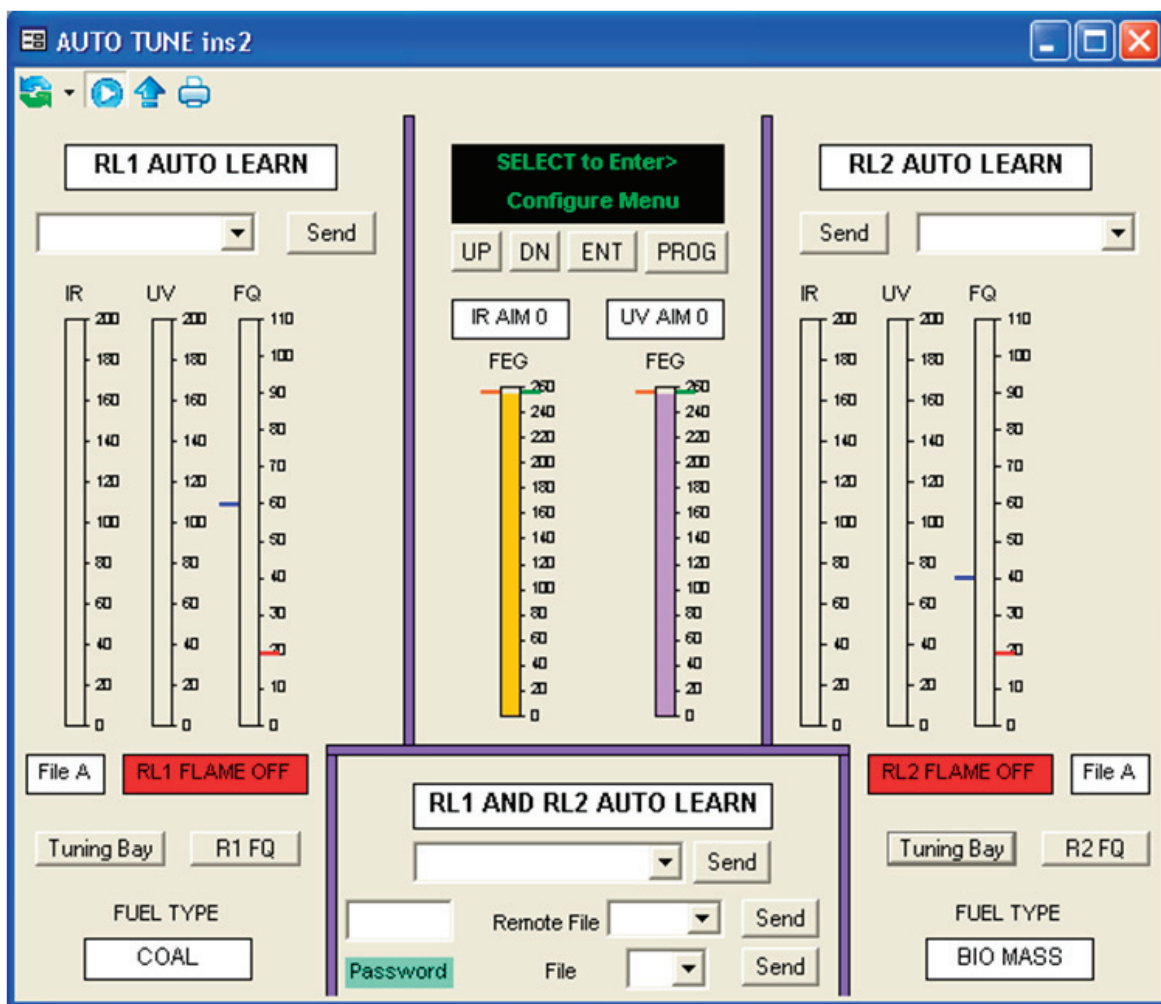 AUTO TUNE ins2
RL1 AUTO LEARN
Send
IR UV FQ
200 200 110
180 180 100
160 160 90
140 140 80
120 120 70
100 100 60
80 80 50
60 60 40
40 40 30
20 20 20
0 0 10
0
File A RL1 FLAME OFF
Tuning Bay R1 FQ
FUEL TYPE
COAL
SELECT to Enter>
Configure Menu
UP DN ENT PROG
IR AIM 0 UV AIM 0
FEG FEG
260 260
240 240
220 220
200 200
180 180
160 160
140 140
120 120
100 100
80 80
60 60
40 40
20 20
0 0
RL1 AND RL2 AUTO LEARN
Send
Remote File Send
Password File Send
RL2 AUTO LEARN
Send
IR UV FQ
200 200 110
180 180 100
160 160 90
140 140 80
120 120 70
100 100 60
80 80 50
60 60 40
40 40 30
20 20 20
0 0 10
0
RL2 FLAME OFF File A
Tuning Bay R2 FQ
FUEL TYPE
BIO MASS